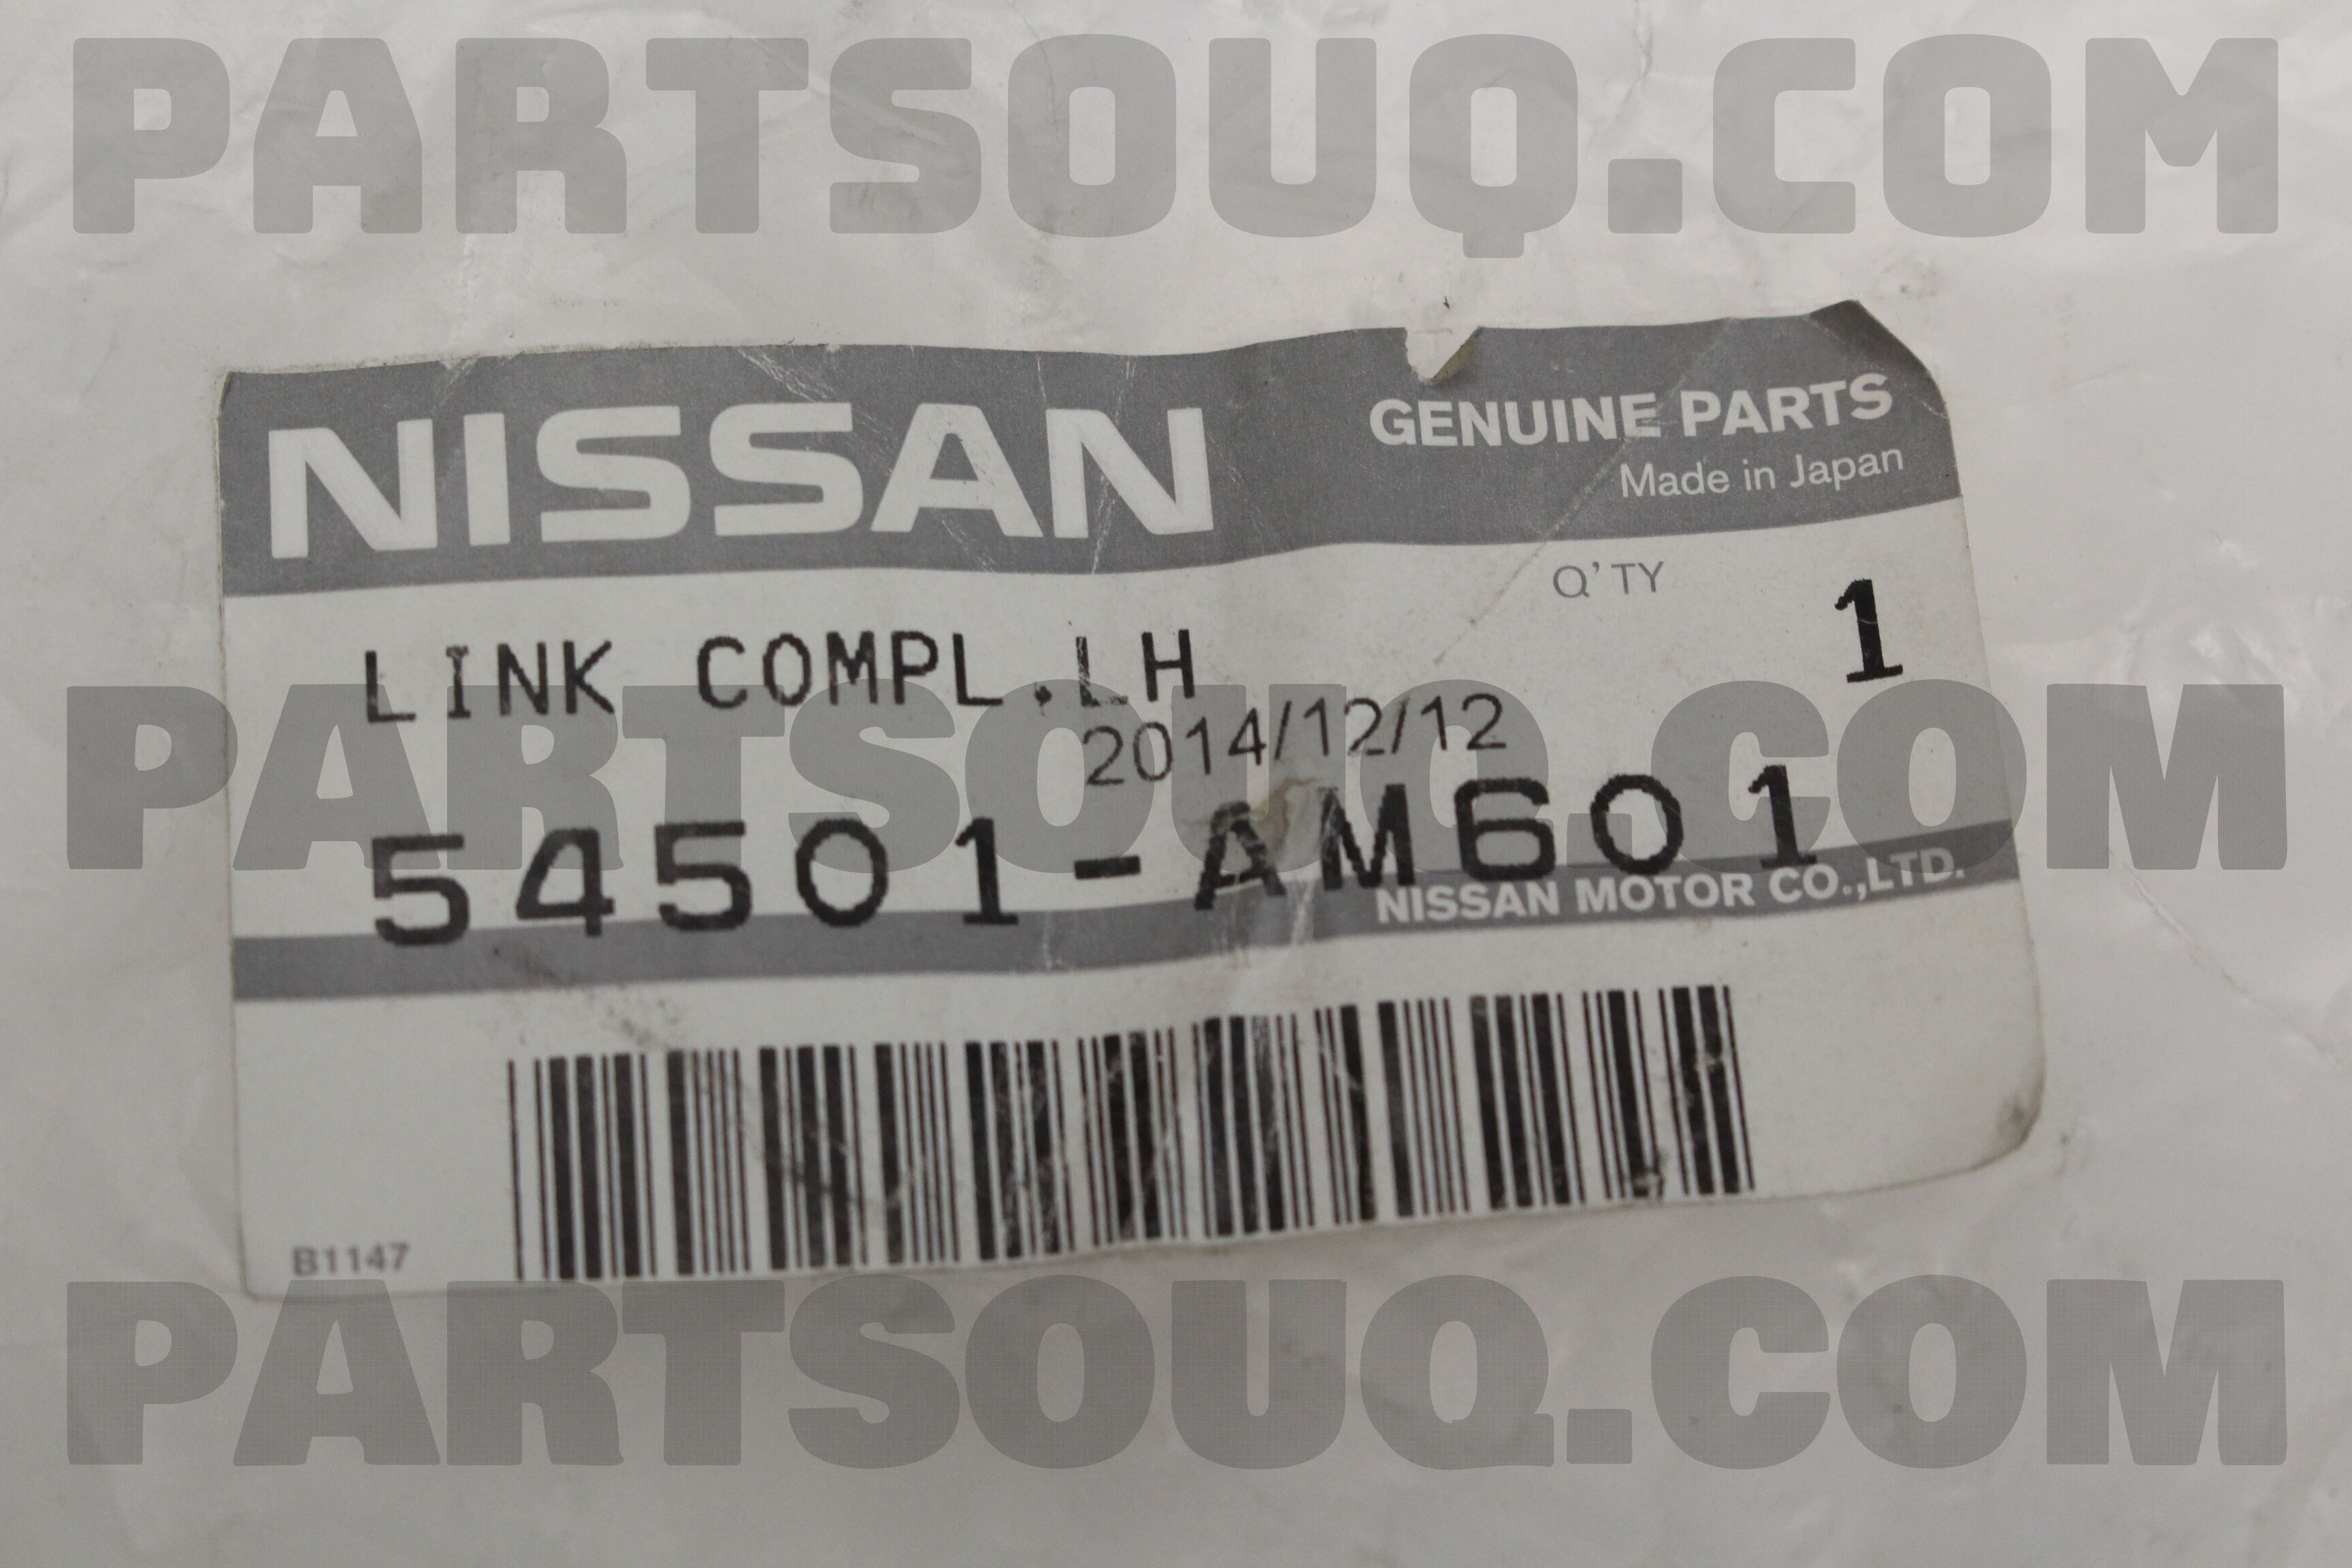 PARTSOUQ.COM
NISSAN
GENUINE PARTS
Made in Japan
Q'TY 1
LINK COMPL.LH
2014/12/12
PARTSOUQ.COM
54501-AM601
NISSAN MOTOR CO.,LTD.
B1147
PARTSOUQ.COM